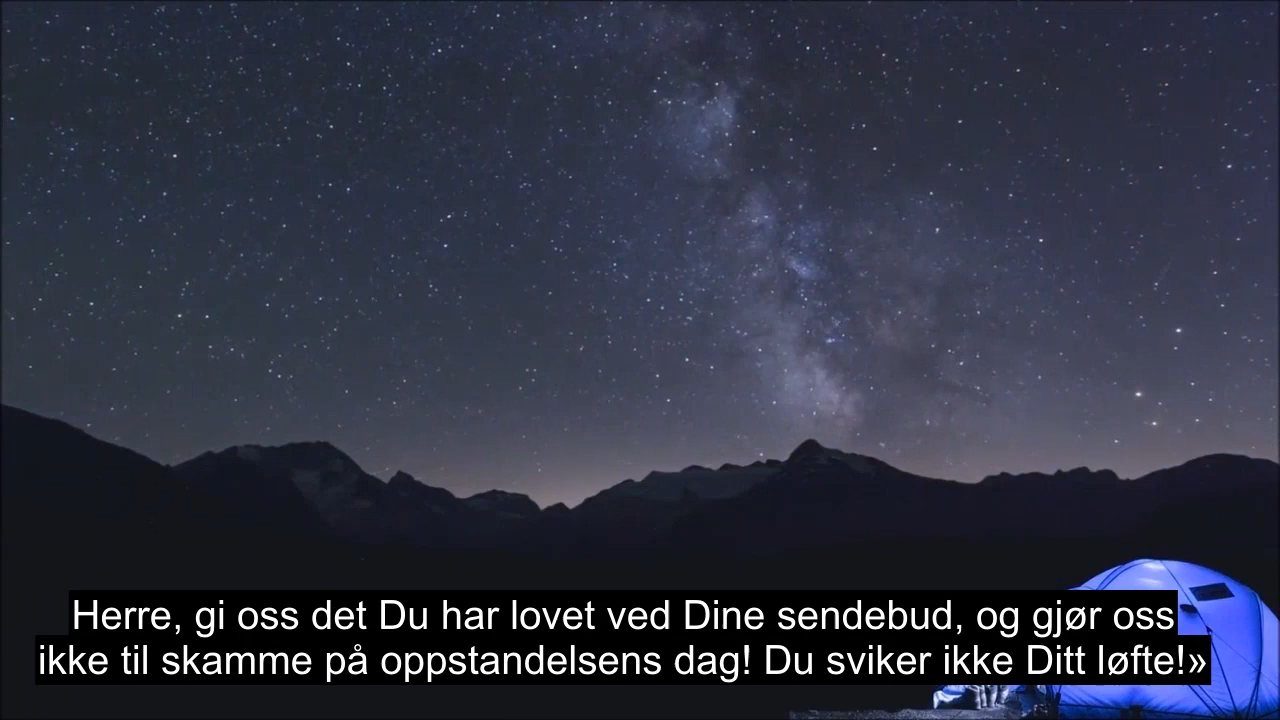 Herre, gi oss det Du har lovet ved Dine sendebud, og gjør oss
ikke til skamme på oppstandelsens dag! Du sviker ikke Ditt løfte!»